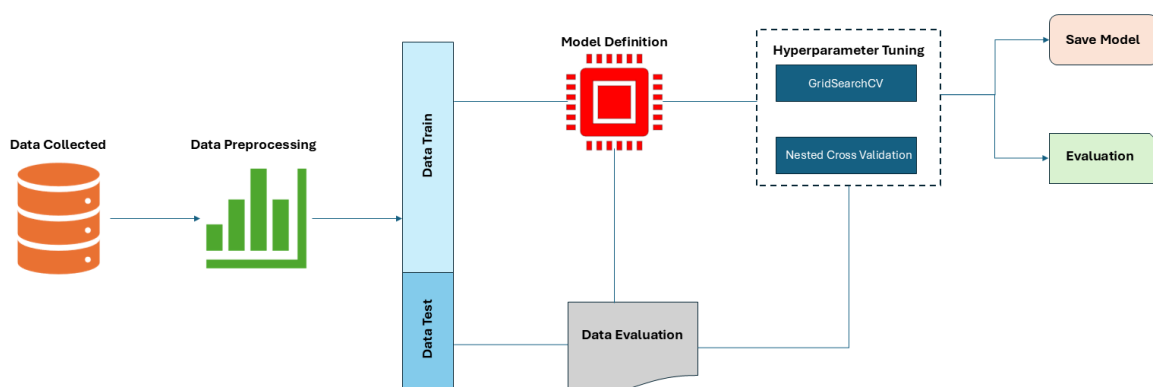 Data Collected
Data Preprocessing
Data Train
Data Test
Model Definition
Data Evaluation
Hyperparameter Tuning
GridSearchCV
Nested Cross Validation
Save Model
Evaluation